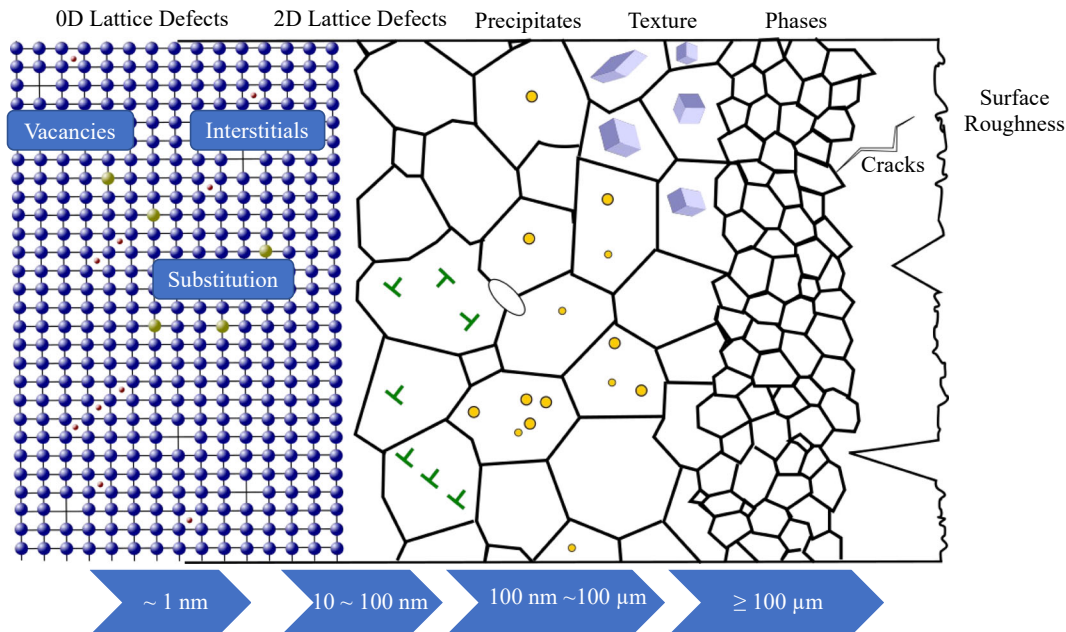 0D Lattice Defects
2D Lattice Defects
Precipitates
Texture
Phases
Vacancies
Interstitials
Surface
Roughness
Cracks
Substitution
~ 1 nm
10 ~ 100 nm
100 nm ~100 µm
≥ 100 µm